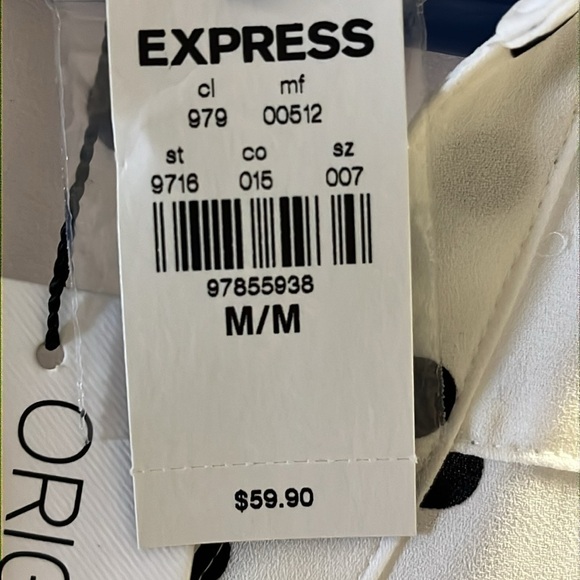 EXPRESS
cl mf
979 00512
st co sz
9716 015 007
97855938
M/M
$59.90
ORIG